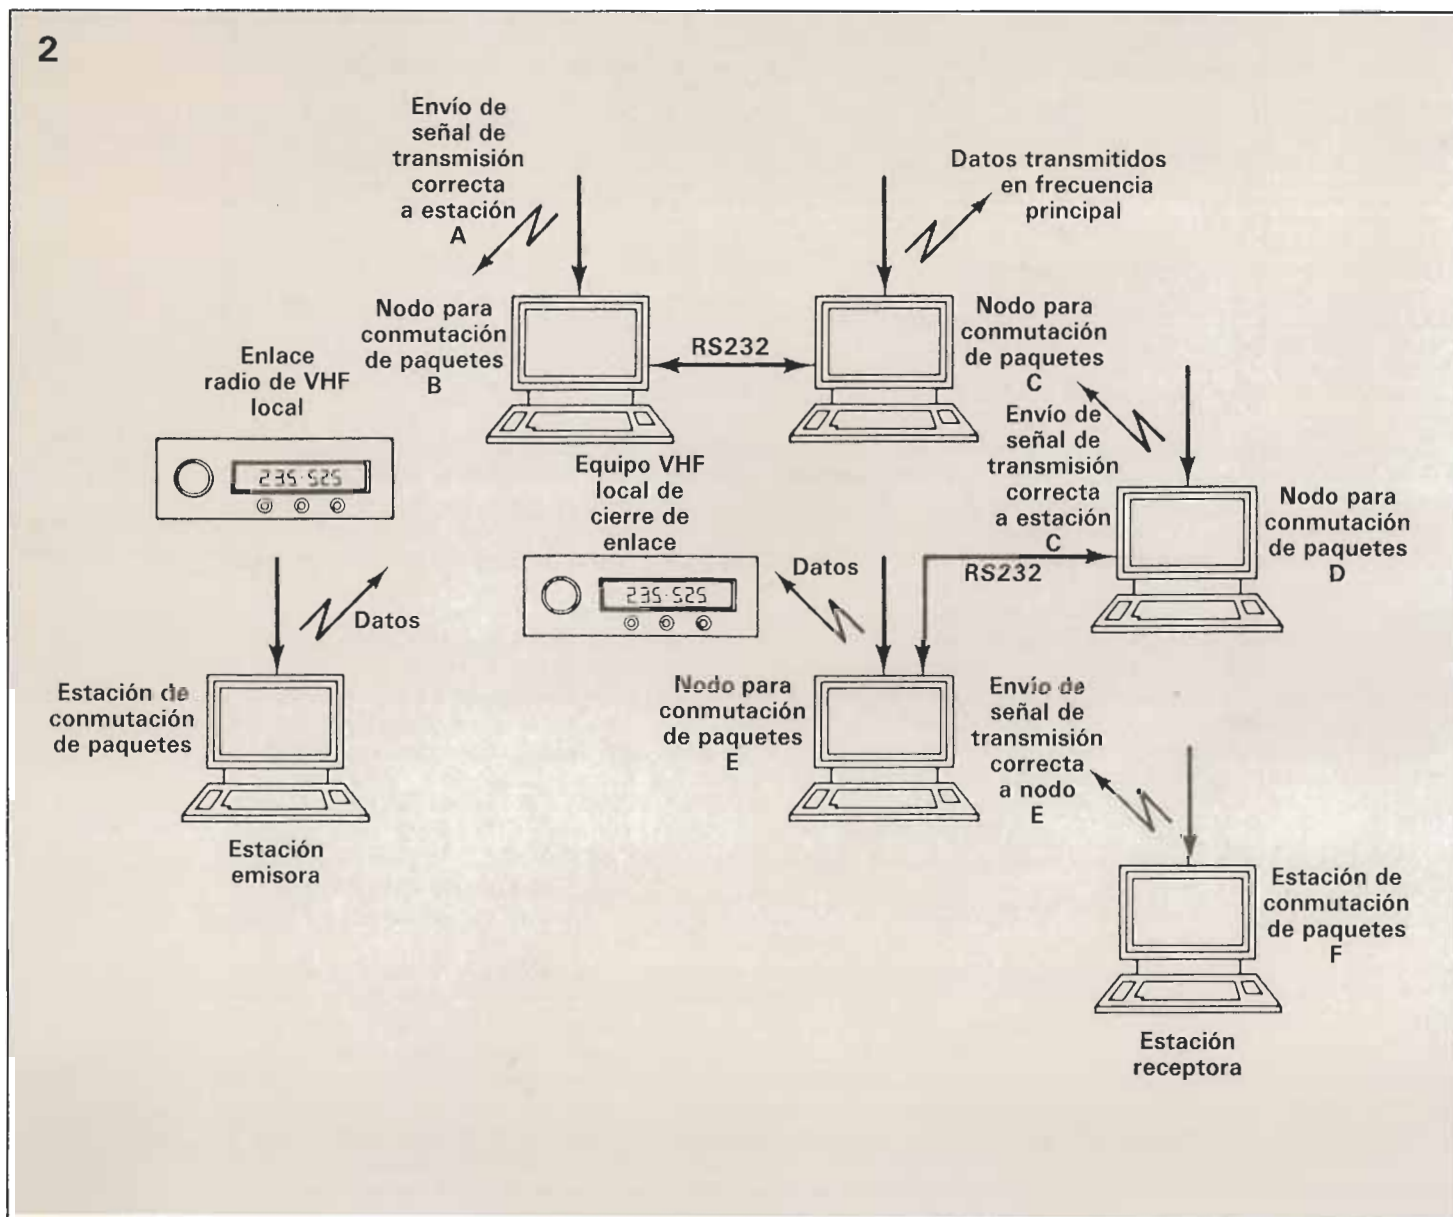 2
Envío de
señal de
transmisión
correcta
a estación
A
Datos transmitidos
en frecuencia
principal
Nodo para
conmutación
de paquetes
B
RS232
Nodo para
conmutación
de paquetes
C
Enlace
radio de VHF
local
235.525
Envío de
señal de
transmisión
correcta
a estación
C
Nodo para
conmutación
de paquetes
D
Equipo VHF
local de
cierre de
enlace
235.525
Datos
RS232
Datos
Estación de
conmutación
de paquetes
Estación
emisora
Nodo para
conmutación
de paquetes
E
Envío de
señal de
transmisión
correcta
a nodo
E
Estación de
conmutación
de paquetes
F
Estación
receptora